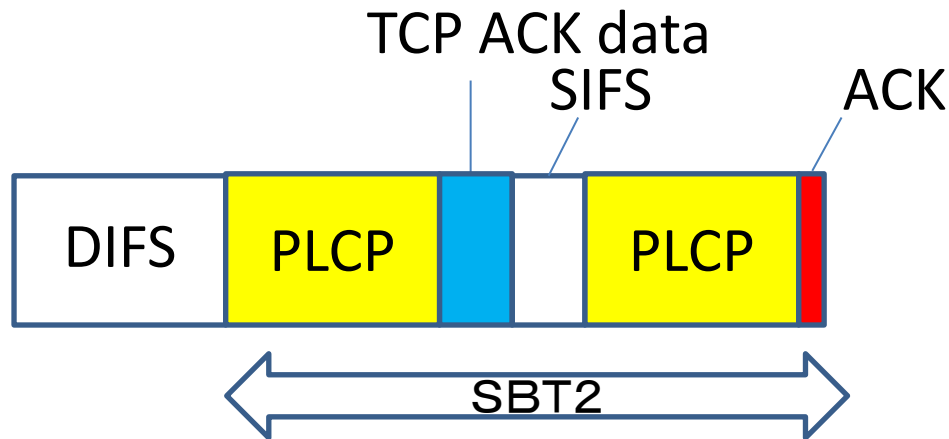 TCP ACK data
SIFS
ACK
DIFS
PLCP
PLCP
SBT2